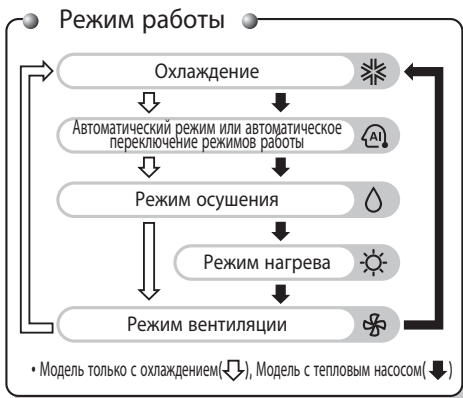 Режим работы
Охлаждение
Автоматический режим или автоматическое
переключение режимов работы
AI
Режим осушения
Режим нагрева
Режим вентиляции
• Модель только с охлаждением(⇩), Модель с тепловым насосом(🡇)